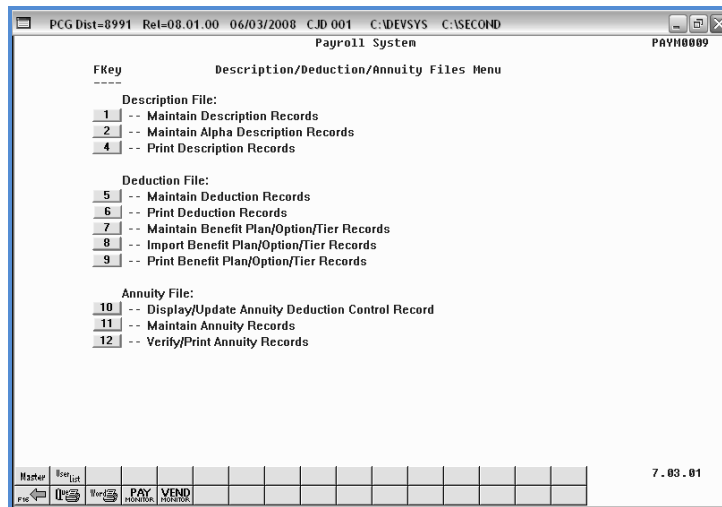 PCG Dist=8991 Rel=08.01.00 06/03/2008 CJD 001 C:\DEVSYS C:\SECOND
Payroll System PAYM0009
FKey Description/Deduction/Annuity Files Menu
----
Description File:
1 -- Maintain Description Records
2 -- Maintain Alpha Description Records
4 -- Print Description Records
Deduction File:
5 -- Maintain Deduction Records
6 -- Print Deduction Records
7 -- Maintain Benefit Plan/Option/Tier Records
8 -- Import Benefit Plan/Option/Tier Records
9 -- Print Benefit Plan/Option/Tier Records
Annuity File:
10 -- Display/Update Annuity Deduction Control Record
11 -- Maintain Annuity Records
12 -- Verify/Print Annuity Records
Master User List 7.03.01
F16 Que Word PAY MONITOR VEND MONITOR